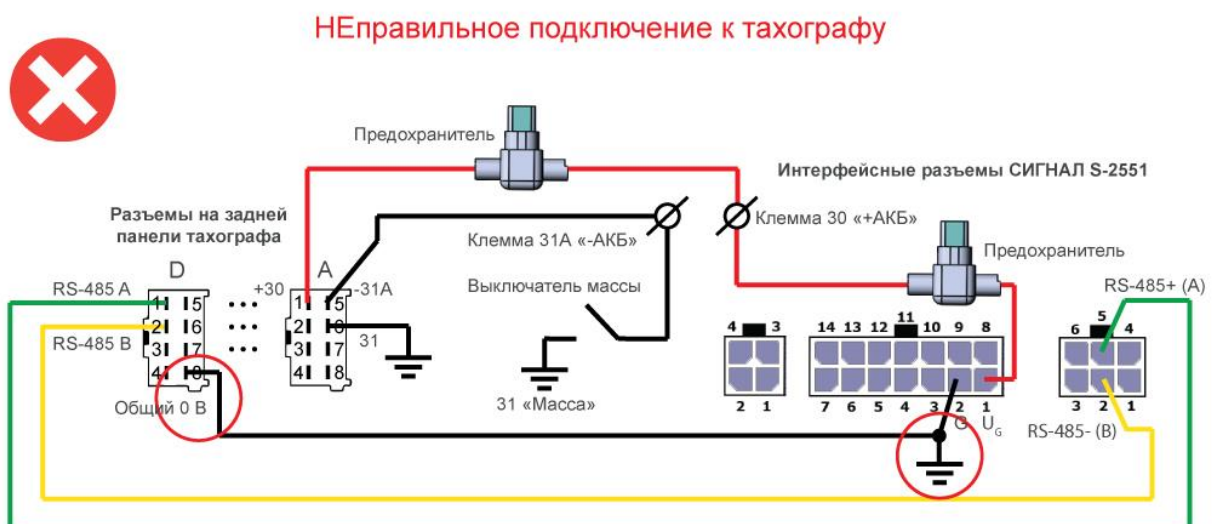 НЕправильное подключение к тахографу
Предохранитель
Интерфейсные разъемы СИГНАЛ S-2551
Разъемы на задней
панели тахографа
Клемма 31А «-АКБ»
Клемма 30 «+АКБ»
Предохранитель
D
A
RS-485 A
+30
-31A
Выключатель массы
RS-485+ (A)
1 5
2 6
3 7
4 8
1 5
2 6
3 7
4 8
RS-485 B
31
4 3
2 1
14 13 12 11 10 9 8
7 6 5 4 3 2 1
6 5 4
3 2 1
Общий 0 В
31 «Масса»
G UG
RS-485- (B)